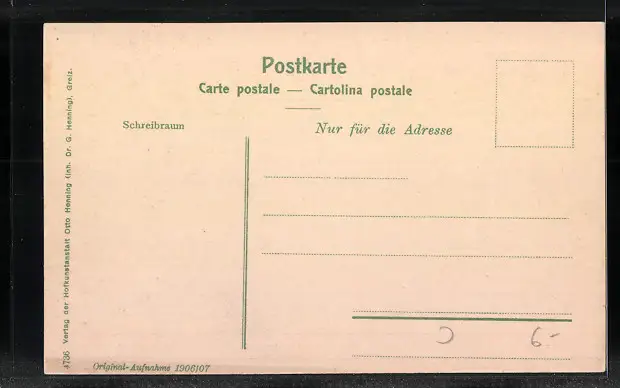 Postkarte
Carte postale — Cartolina postale
Schreibraum
Nur für die Adresse
6-
4736 Verlag der Hofkunstanstalt Otto Henning (Inh. Dr. G. Henning), Greiz.
Original-Aufnahme 1906/07